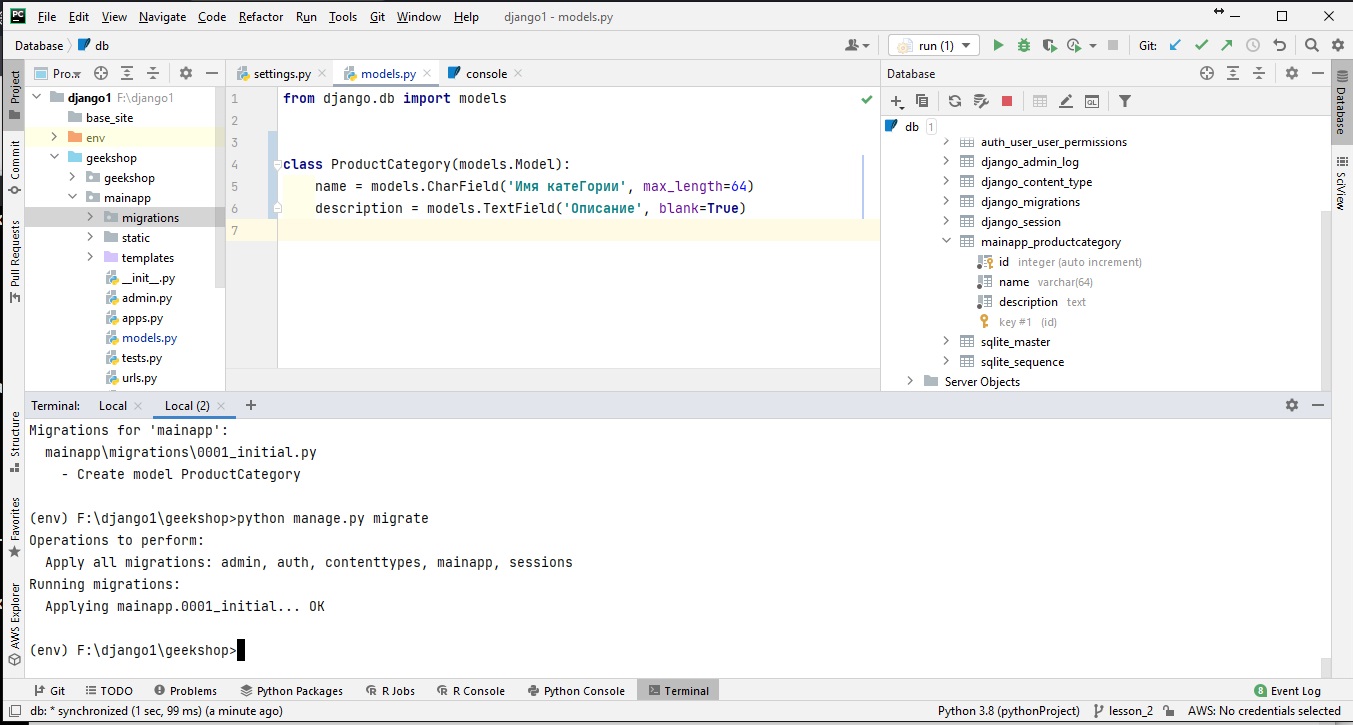 PC File Edit View Navigate Code Refactor Run Tools Git Window Help django1 - models.py
Database db run (1) Git:
Project Pro... settings.py models.py console Database
django1 F:\django1
base_site
env
geekshop
geekshop
mainapp
migrations
static
templates
__init__.py
admin.py
apps.py
models.py
tests.py
urls.py
Commit
Pull Requests
1 from django.db import models
2
3
4 class ProductCategory(models.Model):
5 name = models.CharField('Имя катеГории', max_length=64)
6 description = models.TextField('Описание', blank=True)
7
db 1
auth_user_user_permissions
django_admin_log
django_content_type
django_migrations
django_session
mainapp_productcategory
id integer (auto increment)
name varchar(64)
description text
key #1 (id)
sqlite_master
sqlite_sequence
Server Objects
Database
SciView
Terminal: Local Local (2)
Migrations for 'mainapp':
mainapp\migrations\0001_initial.py
- Create model ProductCategory
(env) F:\django1\geekshop>python manage.py migrate
Operations to perform:
Apply all migrations: admin, auth, contenttypes, mainapp, sessions
Running migrations:
Applying mainapp.0001_initial... OK
(env) F:\django1\geekshop>
Structure
Favorites
AWS Explorer
Git TODO Problems Python Packages R Jobs R Console Python Console Terminal 8 Event Log
db: * synchronized (1 sec, 99 ms) (a minute ago) Python 3.8 (pythonProject) lesson_2 AWS: No credentials selected